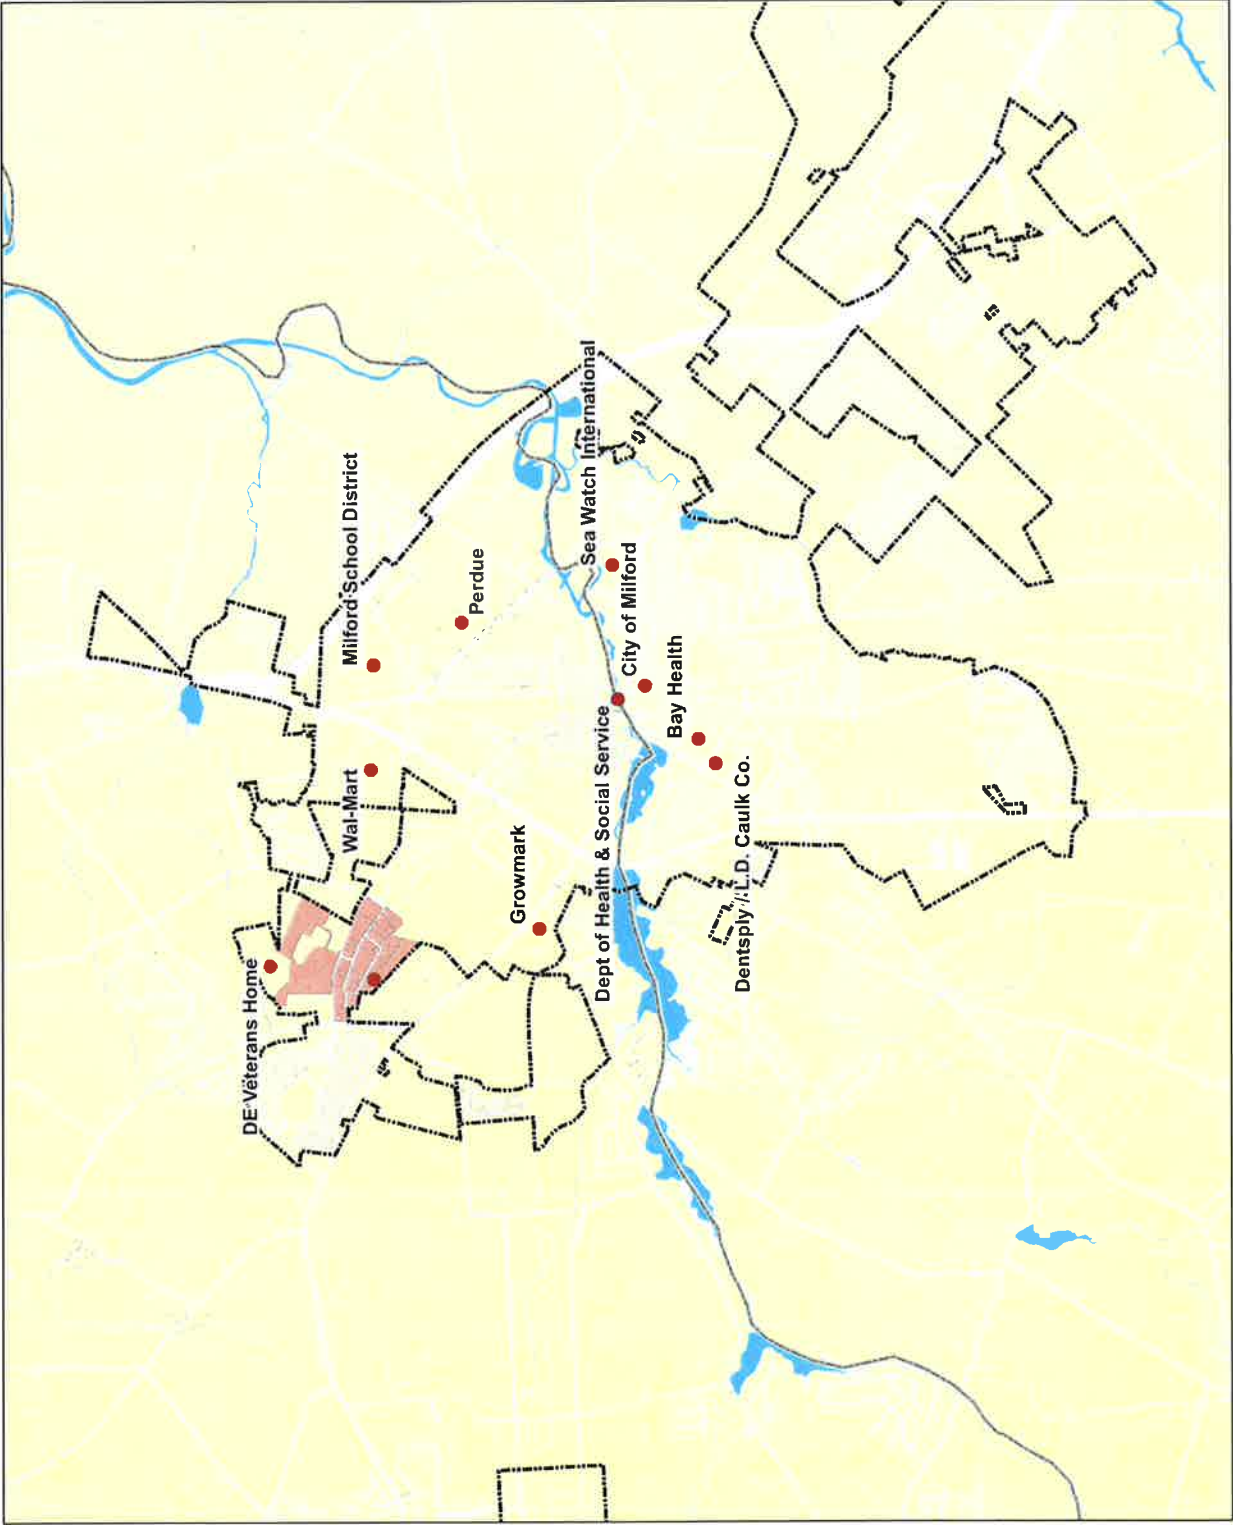 DE Veterans Home
Milford School District
Wal-Mart
Perdue
Growmark
Sea Watch International
Dept of Health & Social Service
City of Milford
Bay Health
Dentsply / L.D. Caulk Co.